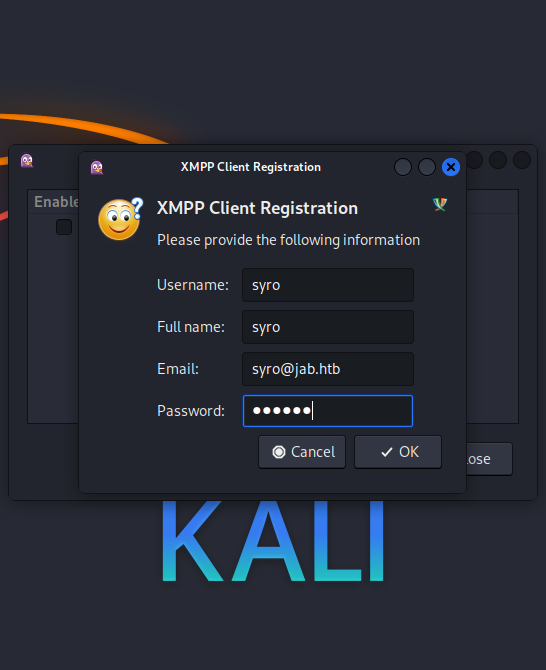 XMPP Client Registration
Enable
XMPP Client Registration
Please provide the following information
Username: syro
Full name: syro
Email: syro@jab.htb
Password: ●●●●●●
Cancel OK
lose
KALI